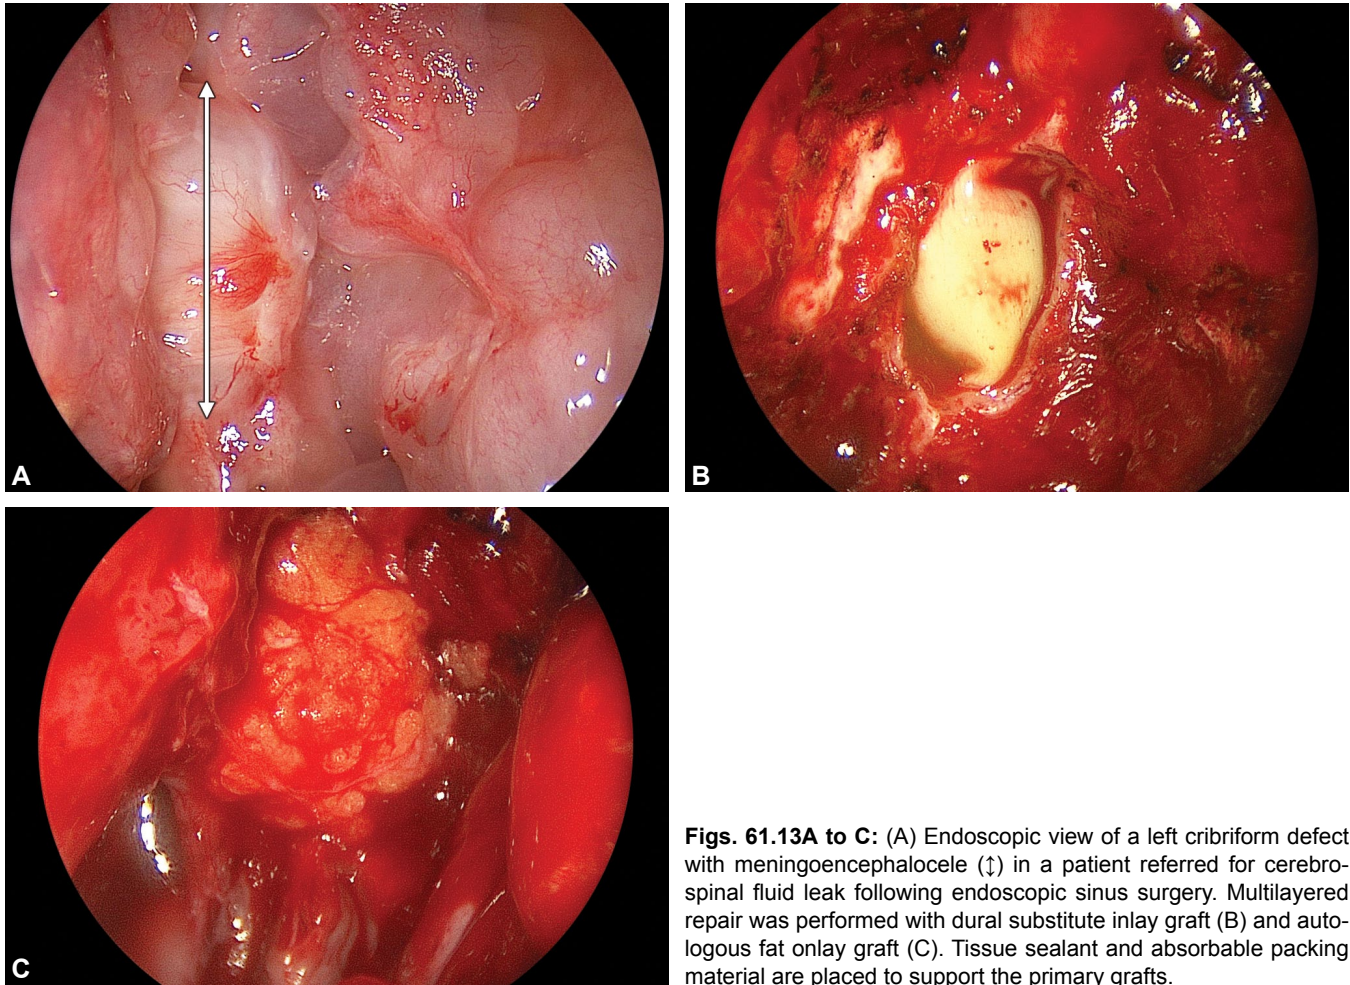 A
B
C
Figs. 61.13A to C: (A) Endoscopic view of a left cribriform defect
with meningoencephalocele (↕) in a patient referred for cerebro-
spinal fluid leak following endoscopic sinus surgery. Multilayered
repair was performed with dural substitute inlay graft (B) and auto-
logous fat onlay graft (C). Tissue sealant and absorbable packing
material are placed to support the primary grafts.